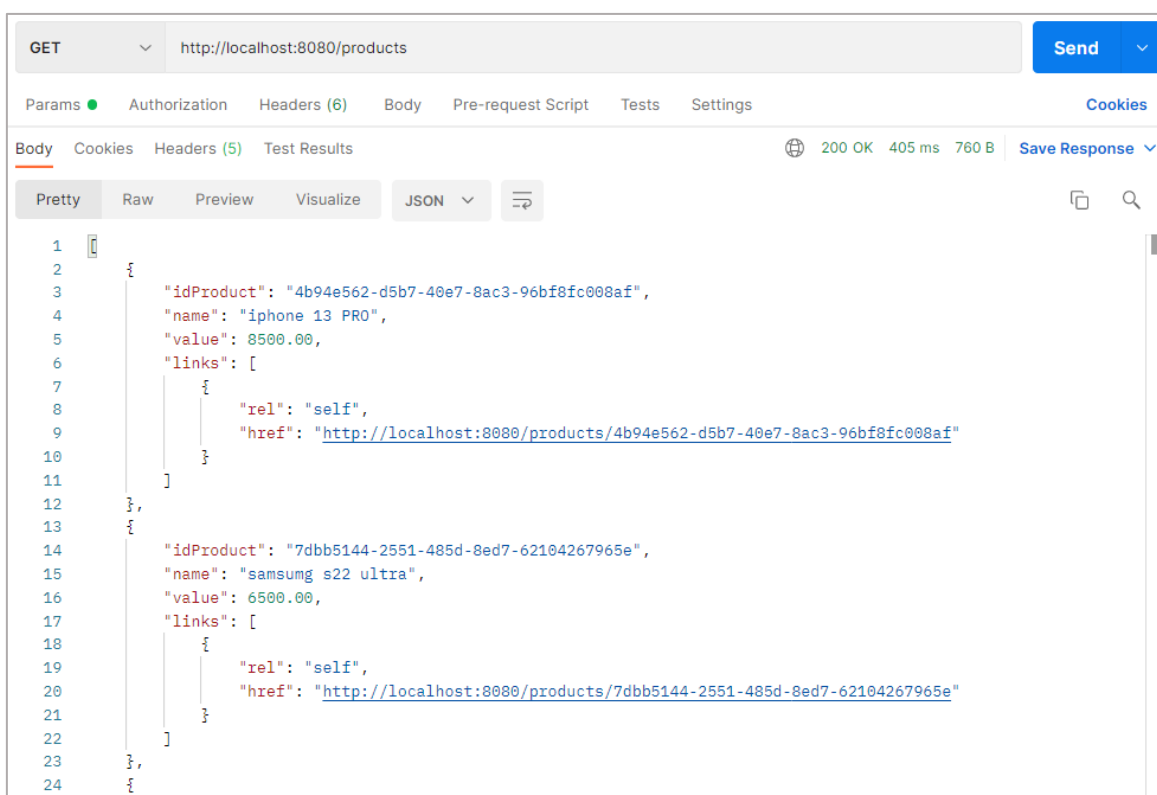 GET http://localhost:8080/products Send
Params Authorization Headers (6) Body Pre-request Script Tests Settings Cookies
Body Cookies Headers (5) Test Results 200 OK 405 ms 760 B Save Response
Pretty Raw Preview Visualize JSON
1 [
2 {
3 "idProduct": "4b94e562-d5b7-40e7-8ac3-96bf8fc008af",
4 "name": "iphone 13 PRO",
5 "value": 8500.00,
6 "links": [
7 {
8 "rel": "self",
9 "href": "http://localhost:8080/products/4b94e562-d5b7-40e7-8ac3-96bf8fc008af"
10 }
11 ]
12 },
13 {
14 "idProduct": "7dbb5144-2551-485d-8ed7-62104267965e",
15 "name": "samsumg s22 ultra",
16 "value": 6500.00,
17 "links": [
18 {
19 "rel": "self",
20 "href": "http://localhost:8080/products/7dbb5144-2551-485d-8ed7-62104267965e"
21 }
22 ]
23 },
24 {